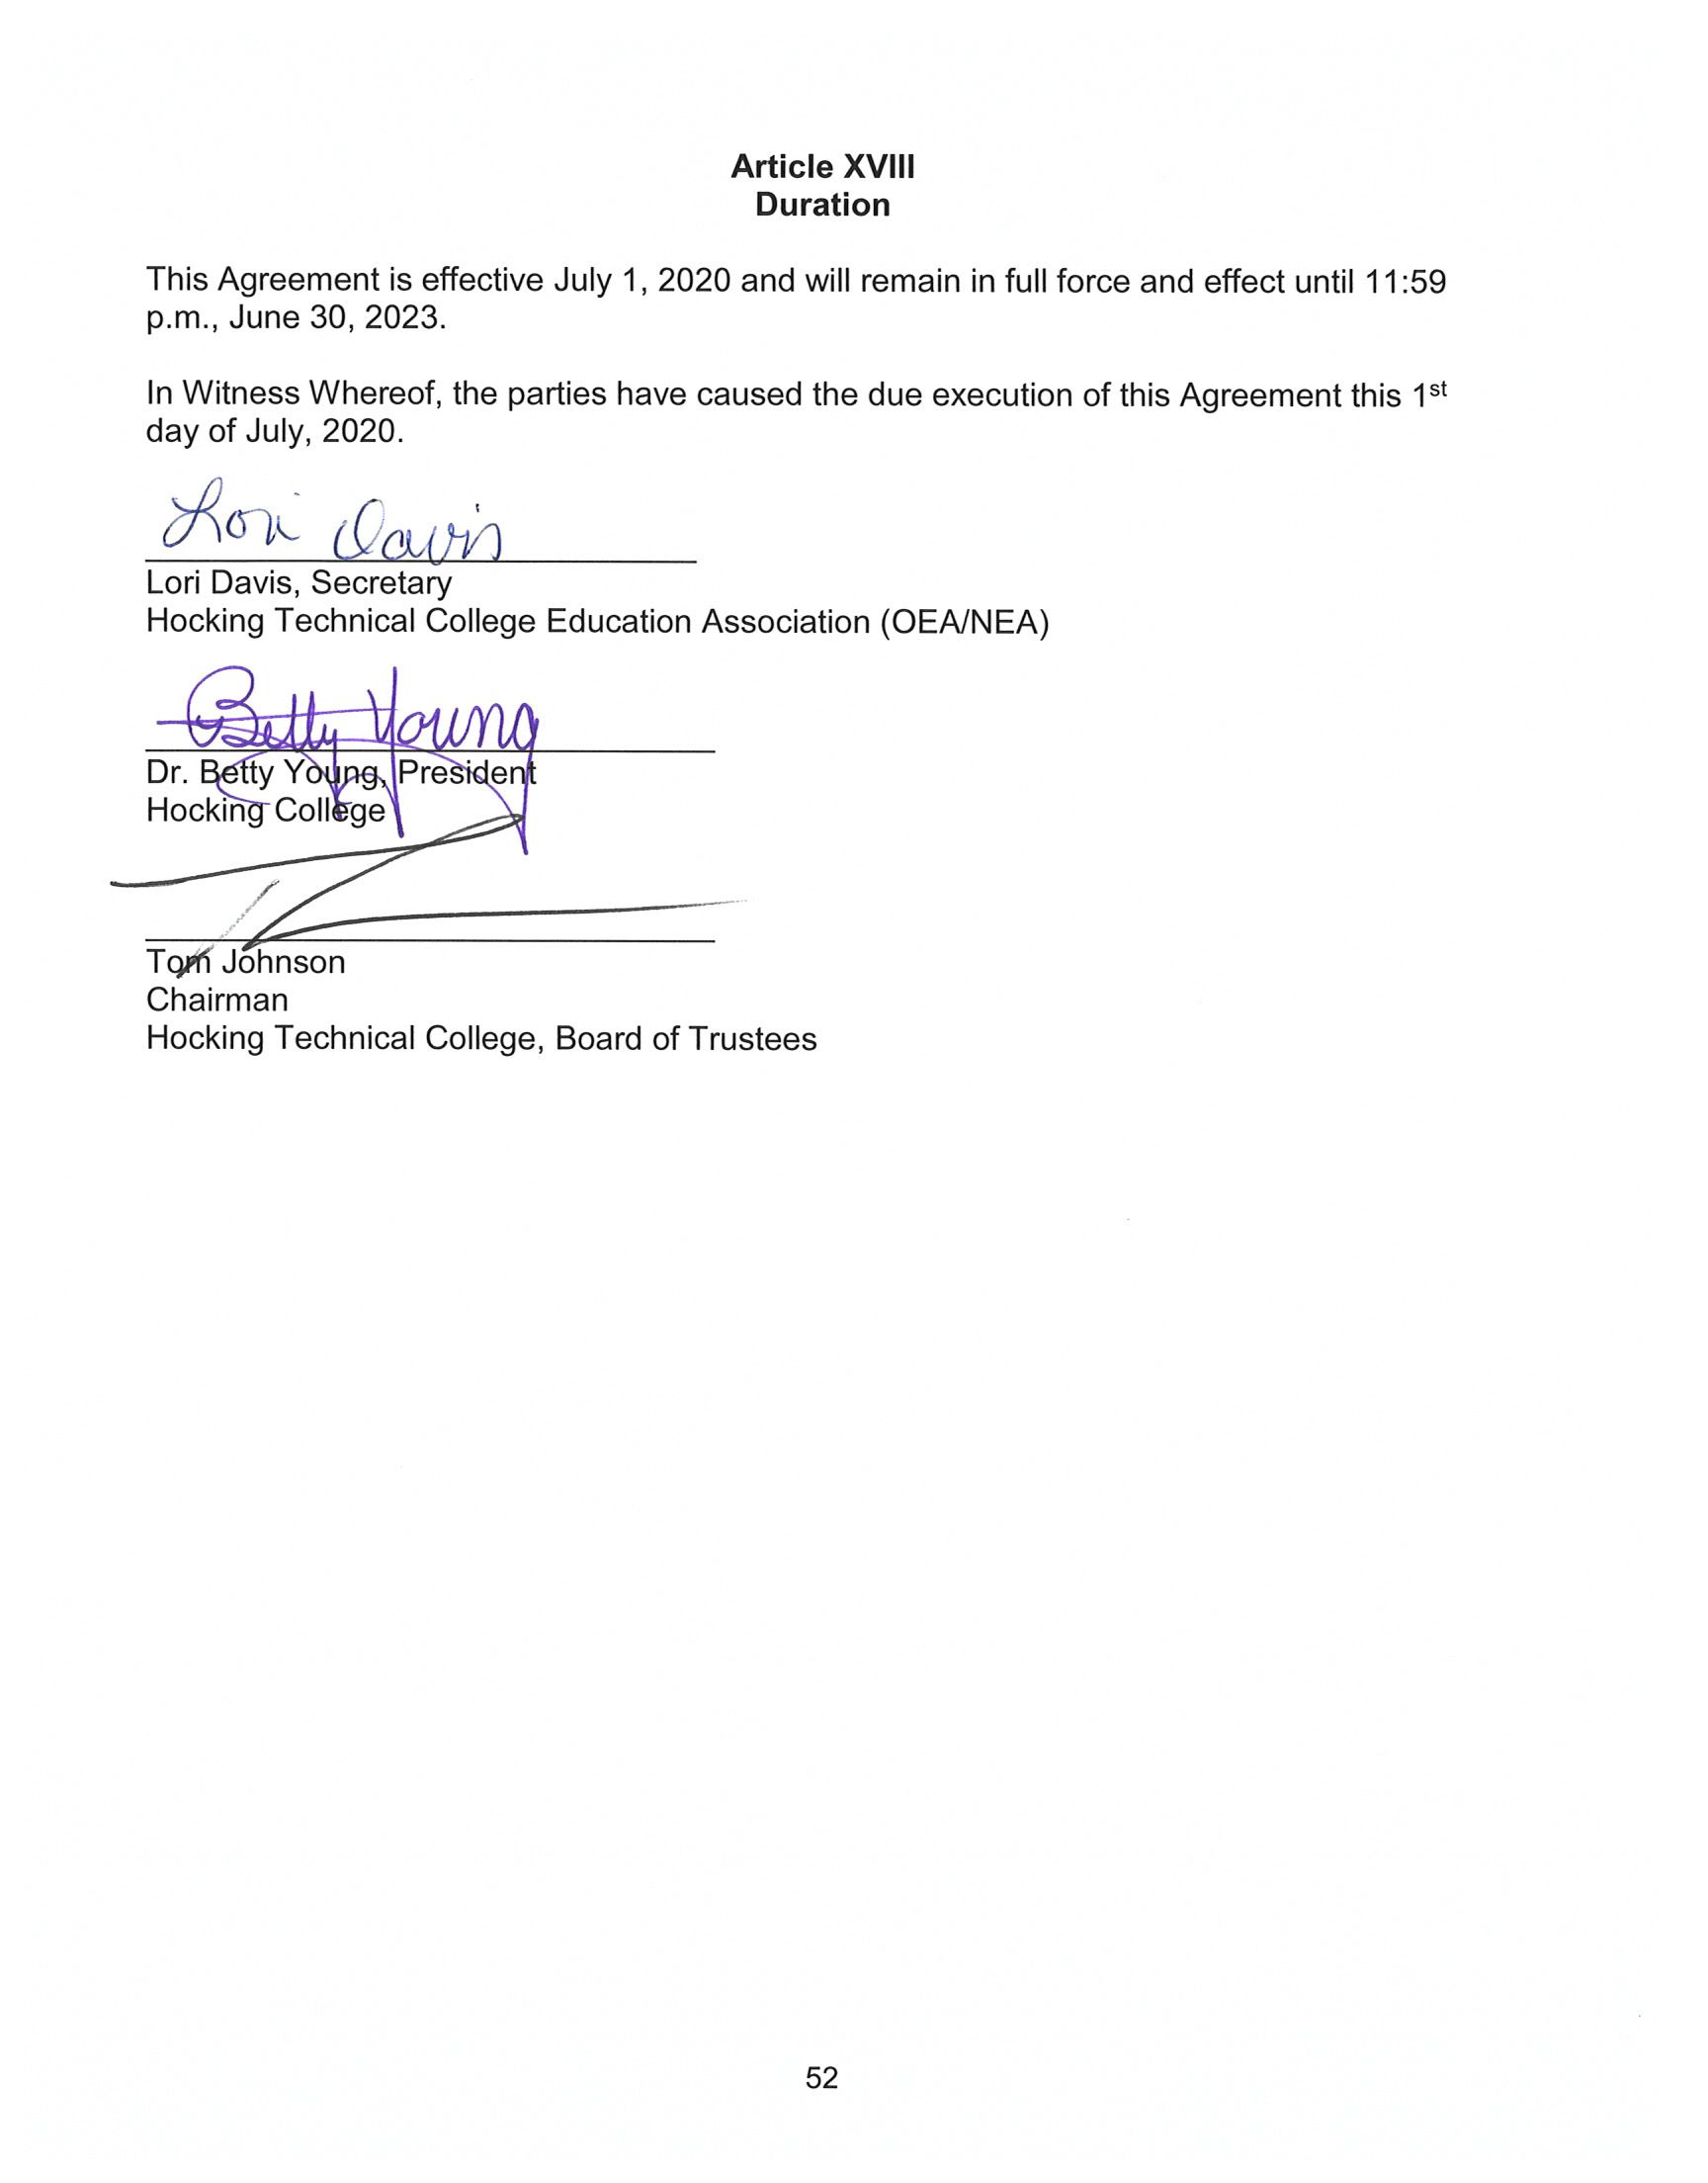 Article XVIII
Duration
This Agreement is effective July 1, 2020 and will remain in full force and effect until 11:59
p.m., June 30, 2023.
In Witness Whereof, the parties have caused the due execution of this Agreement this 1st
day of July, 2020.
Lori Davis
Lori Davis, Secretary
Hocking Technical College Education Association (OEA/NEA)
Betty Young
Dr. Betty Young, President
Hocking College
Tom Johnson
Chairman
Hocking Technical College, Board of Trustees
52